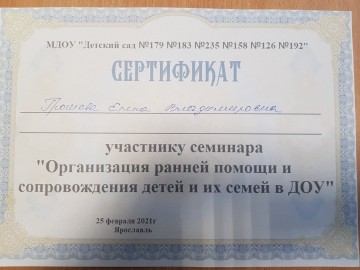 МДОУ "Детский сад №179 №183 №235 №158 №126 №192"
СЕРТИФИКАТ
Елена Владимировна
участнику семинара
"Организация ранней помощи и
сопровождения детей и их семей в ДОУ"
25 февраля 2021г
Ярославль